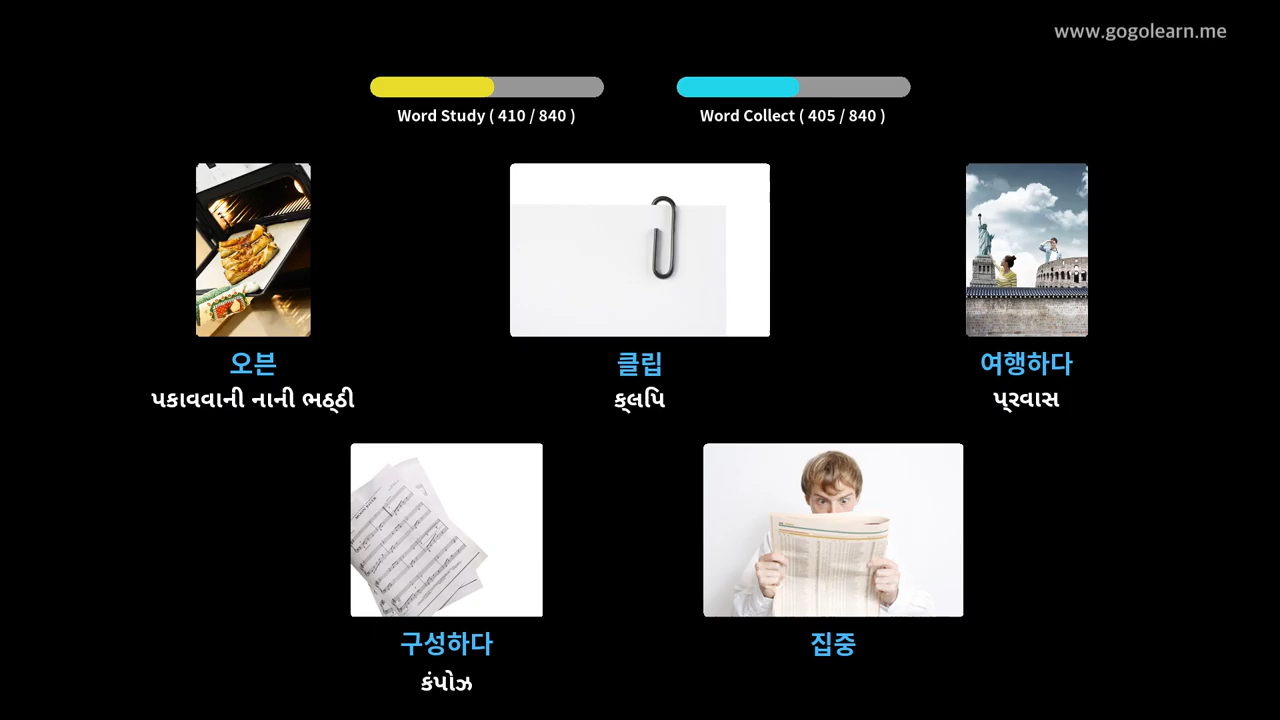 www.gogolearn.me
Word Study ( 410 / 840 )
Word Collect ( 405 / 840 )
오븐
클립
여행하다
પકાવવાની નાની ભઠ્ઠી
ક્લપિ
પ્રવાસ
구성하다
집중
કંપોઝ